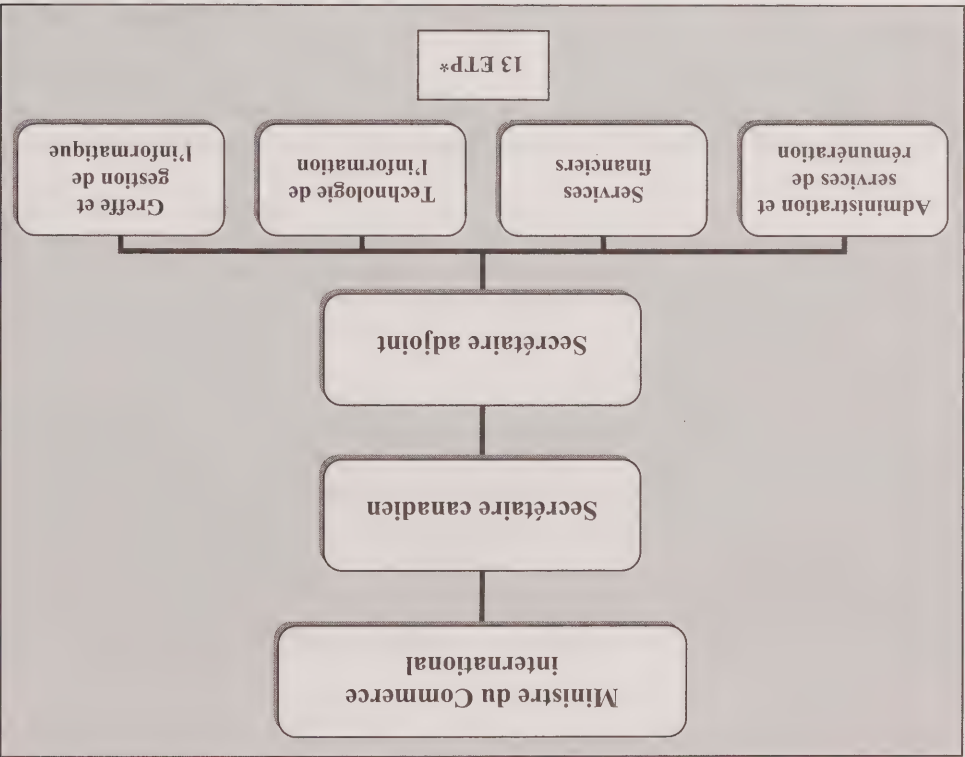 Ministre du Commerce
international
Secrétaire canadien
Secrétaire adjoint
Administration et
services de
rémunération
Services
financiers
Technologie de
l'information
Greffe et
gestion de
l'informatique
13 ETP*